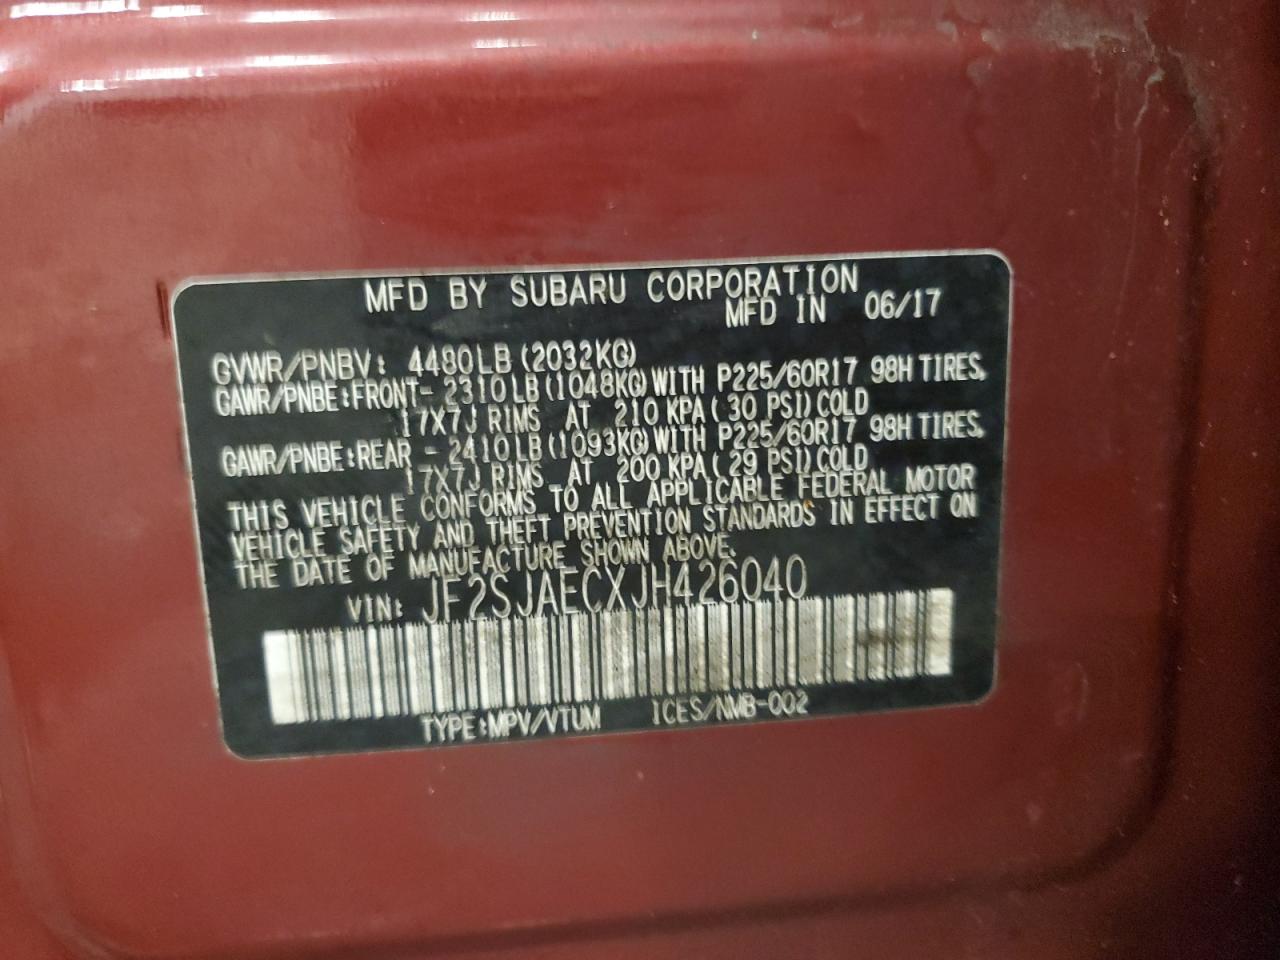 MFD BY SUBARU CORPORATION
MFD IN 06/17
GVWR/PNBV: 4480LB (2032KG)
GAWR/PNBE:FRONT- 2310LB (1048KG) WITH P225/60R17 98H TIRES,
17X7J RIMS AT 210 KPA ( 30 PSI) COLD
GAWR/PNBE:REAR - 2410LB (1093KG) WITH P225/60R17 98H TIRES,
17X7J RIMS AT 200 KPA ( 29 PSI) COLD
THIS VEHICLE CONFORMS TO ALL APPLICABLE FEDERAL MOTOR
VEHICLE SAFETY AND THEFT PREVENTION STANDARDS IN EFFECT ON
THE DATE OF MANUFACTURE SHOWN ABOVE.
VIN: JF2SJAECXJH426040
TYPE:MPV/VTUM ICES/NMB-002